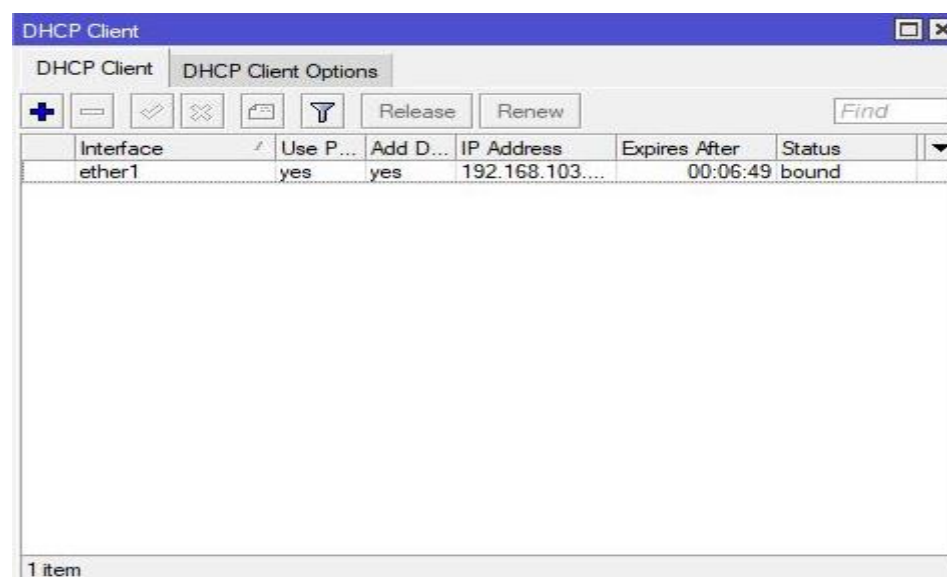 DHCP Client
DHCP Client DHCP Client Options
Release Renew Find
Interface Use P... Add D... IP Address Expires After Status
ether1 yes yes 192.168.103.... 00:06:49 bound
1 item